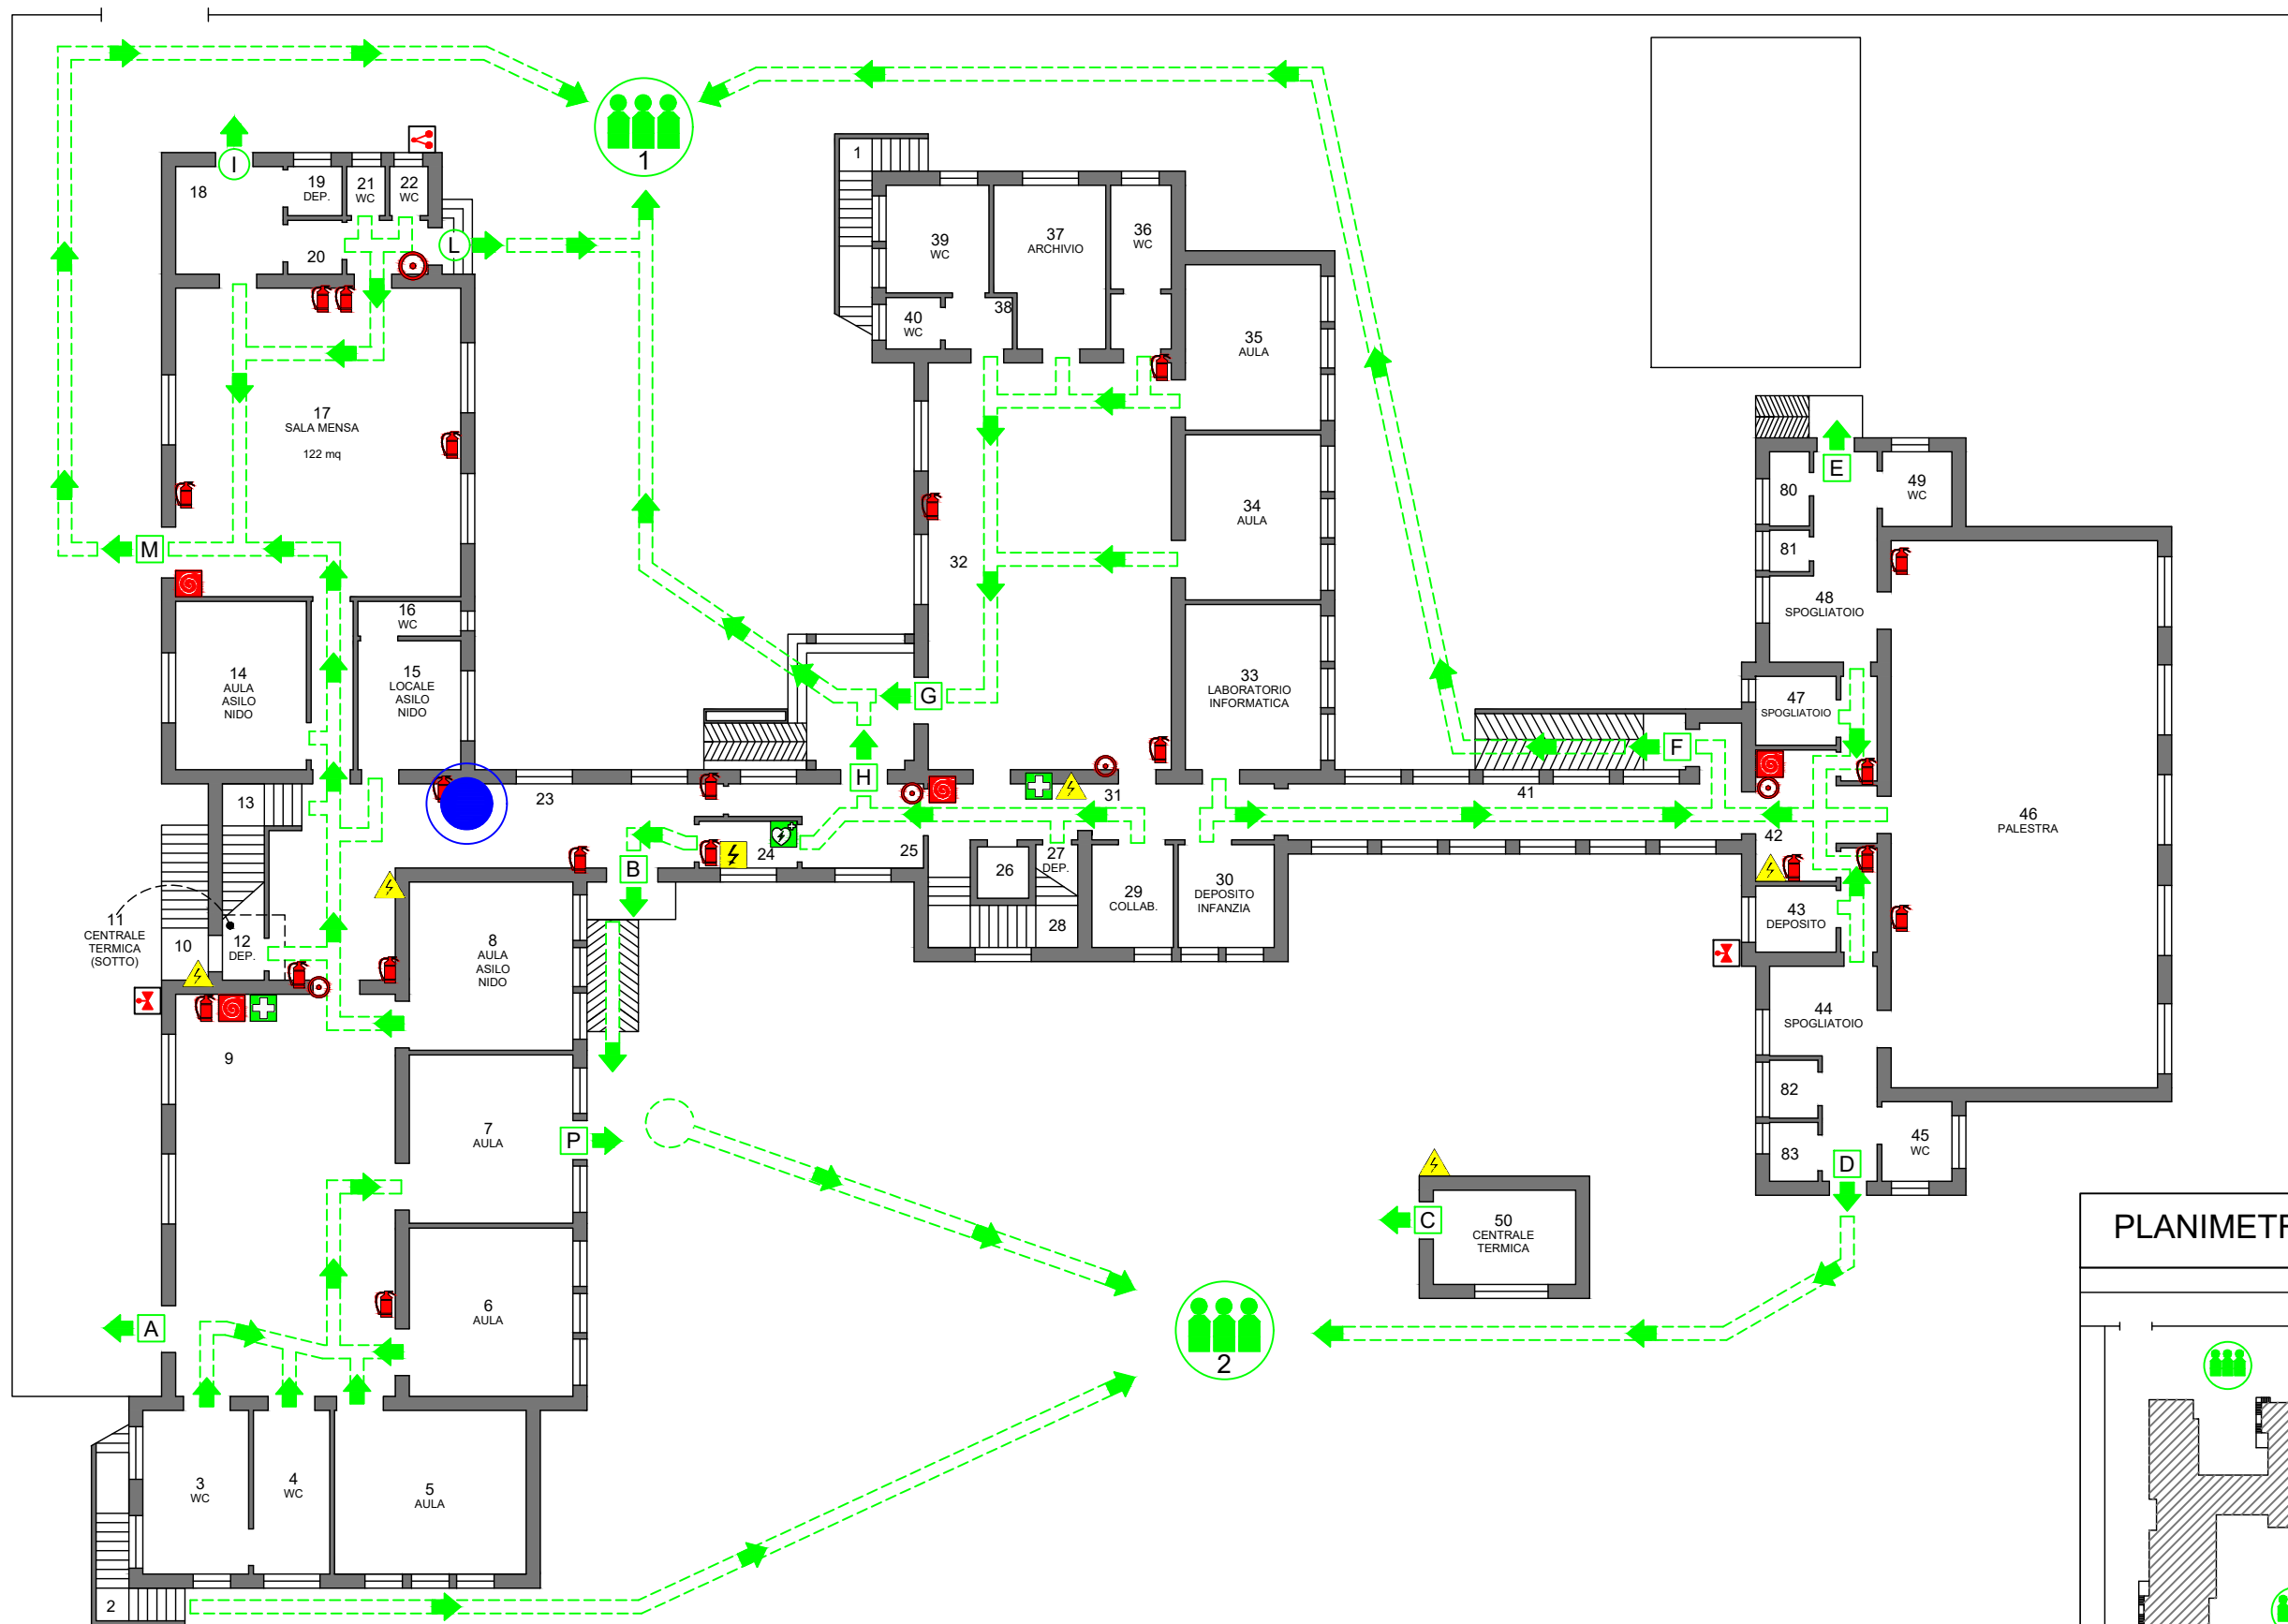 1
1
I
18
19
DEP.
21
WC
22
WC
L
20
39
WC
37
ARCHIVIO
36
WC
38
40
WC
35
AULA
17
SALA MENSA
122 mq
34
AULA
E
80
49
WC
81
M
32
48
SPOGLIATOIO
16
WC
14
AULA
ASILO
NIDO
15
LOCALE
ASILO
NIDO
33
LABORATORIO
INFORMATICA
G
47
SPOGLIATOIO
F
H
13
23
31
41
46
PALESTRA
42
24
25
B
26
27
DEP.
29
COLLAB.
30
DEPOSITO
INFANZIA
28
43
DEPOSITO
11
CENTRALE
TERMICA
(SOTTO)
10
12
DEP.
8
AULA
ASILO
NIDO
44
SPOGLIATOIO
9
7
AULA
P
82
83
45
WC
D
C
50
CENTRALE
TERMICA
PLANIMETR
6
AULA
A
2
3
WC
4
WC
5
AULA
2